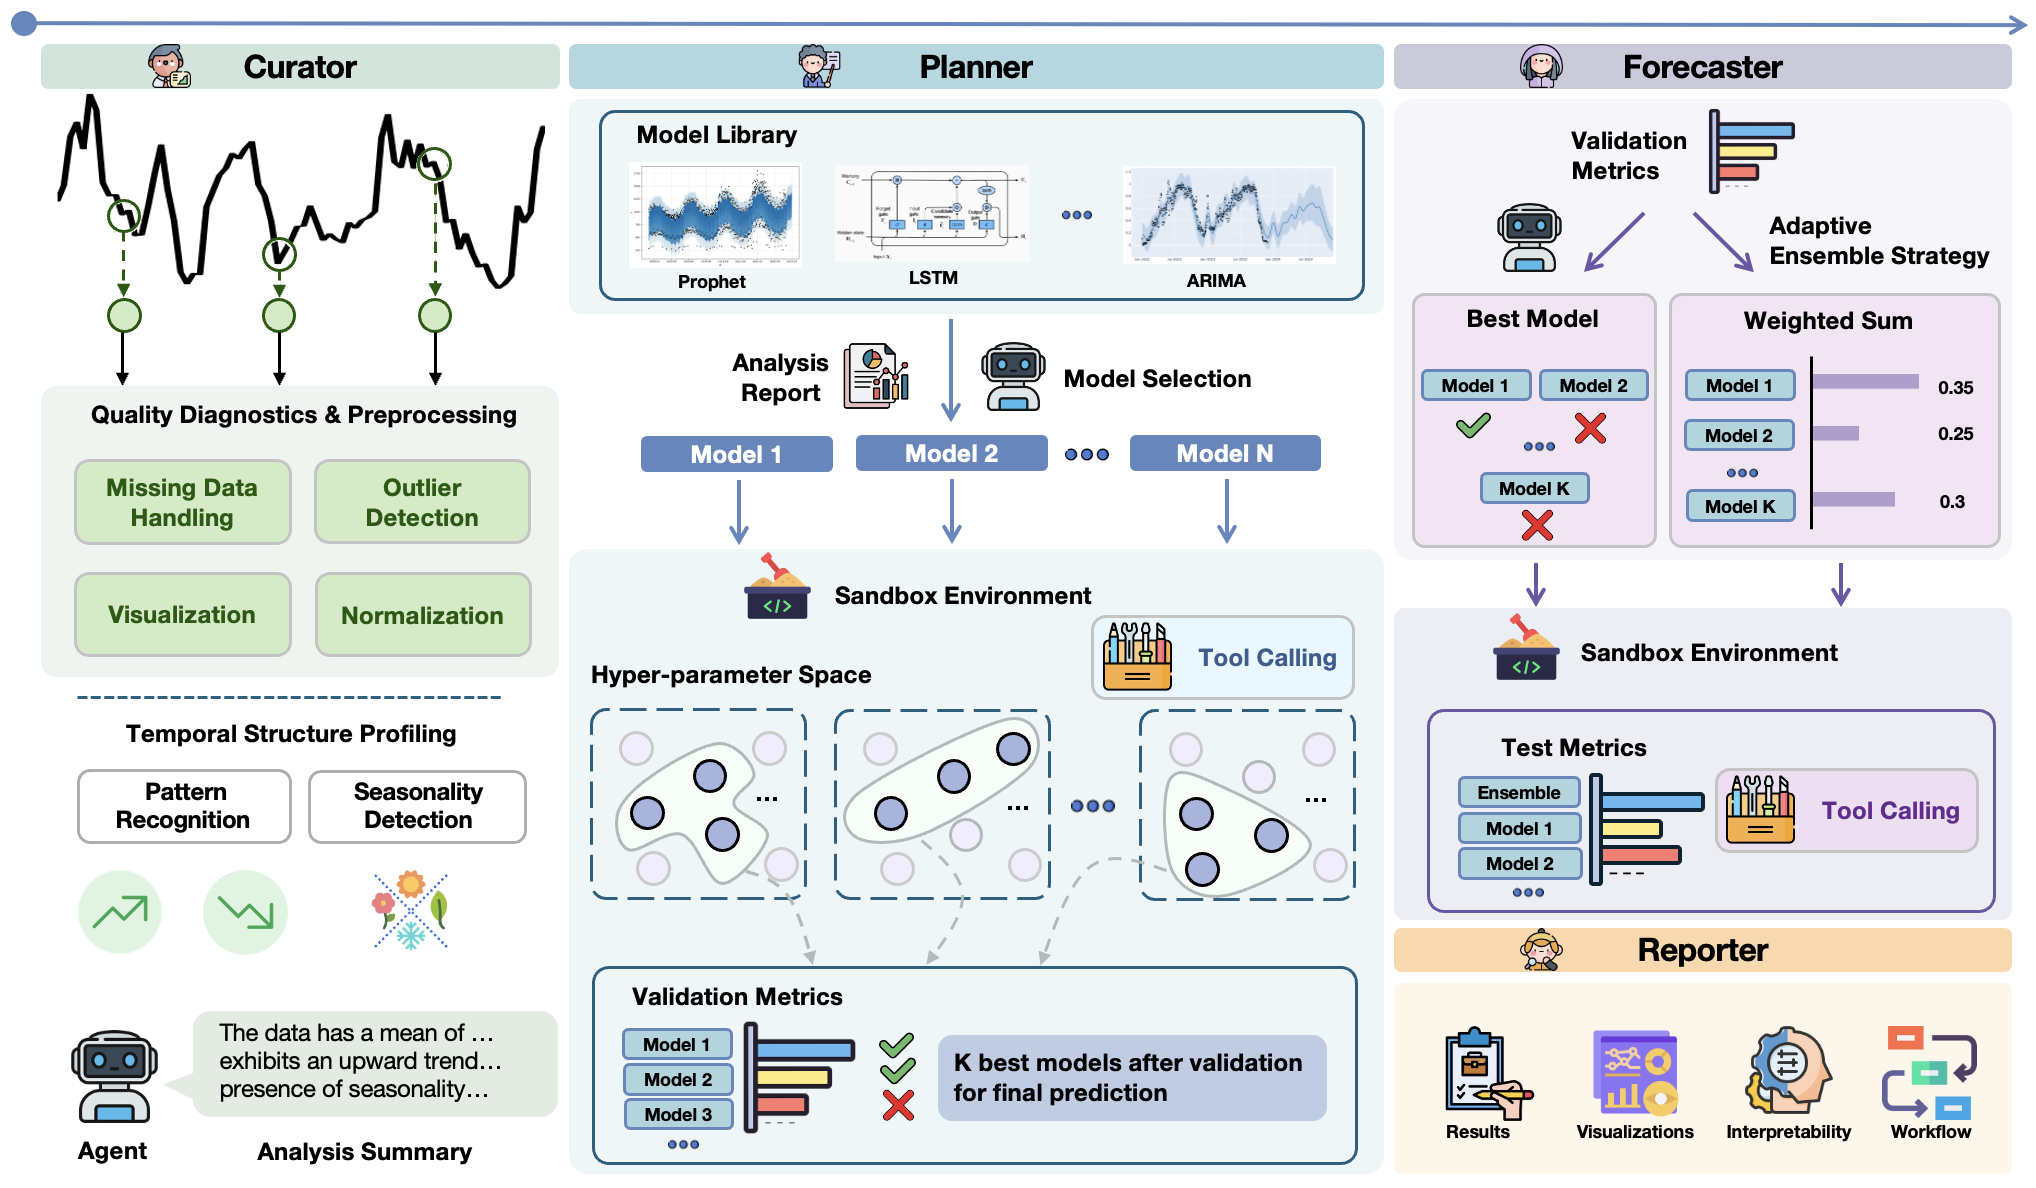 Curator
Quality Diagnostics & Preprocessing
Missing Data
Handling
Outlier
Detection
Visualization
Normalization
Temporal Structure Profiling
Pattern
Recognition
Seasonality
Detection
The data has a mean of ...
exhibits an upward trend...
presence of seasonality...
Agent
Analysis Summary
Planner
Model Library
Prophet
LSTM
ARIMA
Analysis
Report
Model Selection
Model 1
Model 2
Model N
</>
Sandbox Environment
Tool Calling
Hyper-parameter Space
...
...
...
Validation Metrics
Model 1
Model 2
Model 3
K best models after validation
for final prediction
Forecaster
Validation
Metrics
Adaptive
Ensemble Strategy
Best Model
Model 1
Model 2
Model K
Weighted Sum
Model 1
0.35
Model 2
0.25
Model K
0.3
</>
Sandbox Environment
Test Metrics
Ensemble
Model 1
Model 2
Tool Calling
Reporter
Results
Visualizations
Interpretability
Workflow